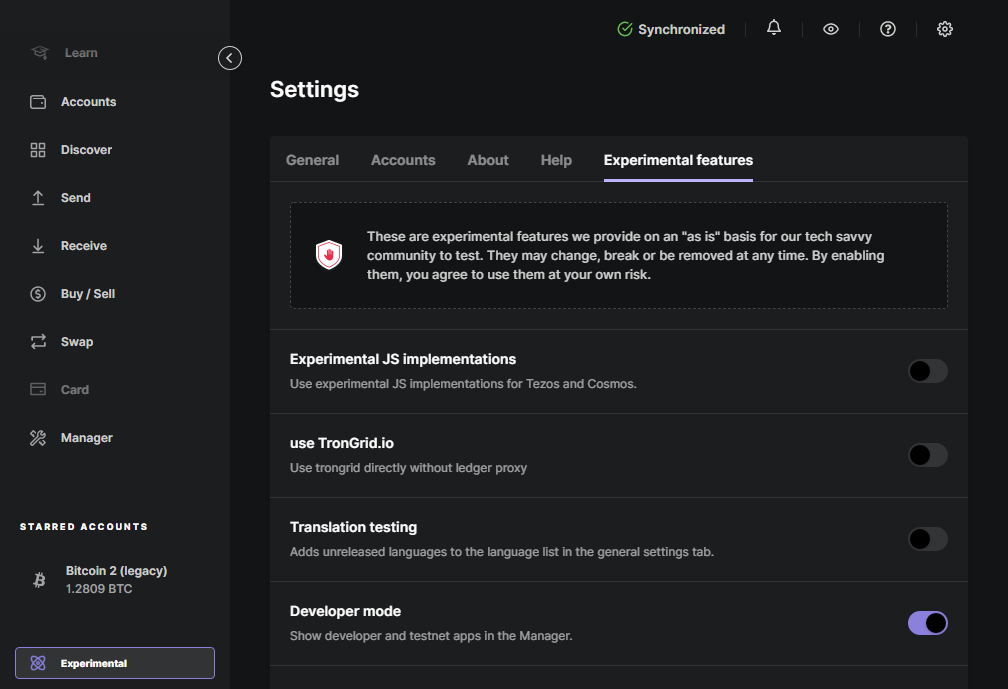 Learn
Accounts
Discover
Send
Receive
Buy / Sell
Swap
Card
Manager
STARRED ACCOUNTS
Bitcoin 2 (legacy)
1.2809 BTC
Experimental
Synchronized
Settings
General
Accounts
About
Help
Experimental features
These are experimental features we provide on an "as is" basis for our tech savvy
community to test. They may change, break or be removed at any time. By enabling
them, you agree to use them at your own risk.
Experimental JS implementations
Use experimental JS implementations for Tezos and Cosmos.
use TronGrid.io
Use trongrid directly without ledger proxy
Translation testing
Adds unreleased languages to the language list in the general settings tab.
Developer mode
Show developer and testnet apps in the Manager.